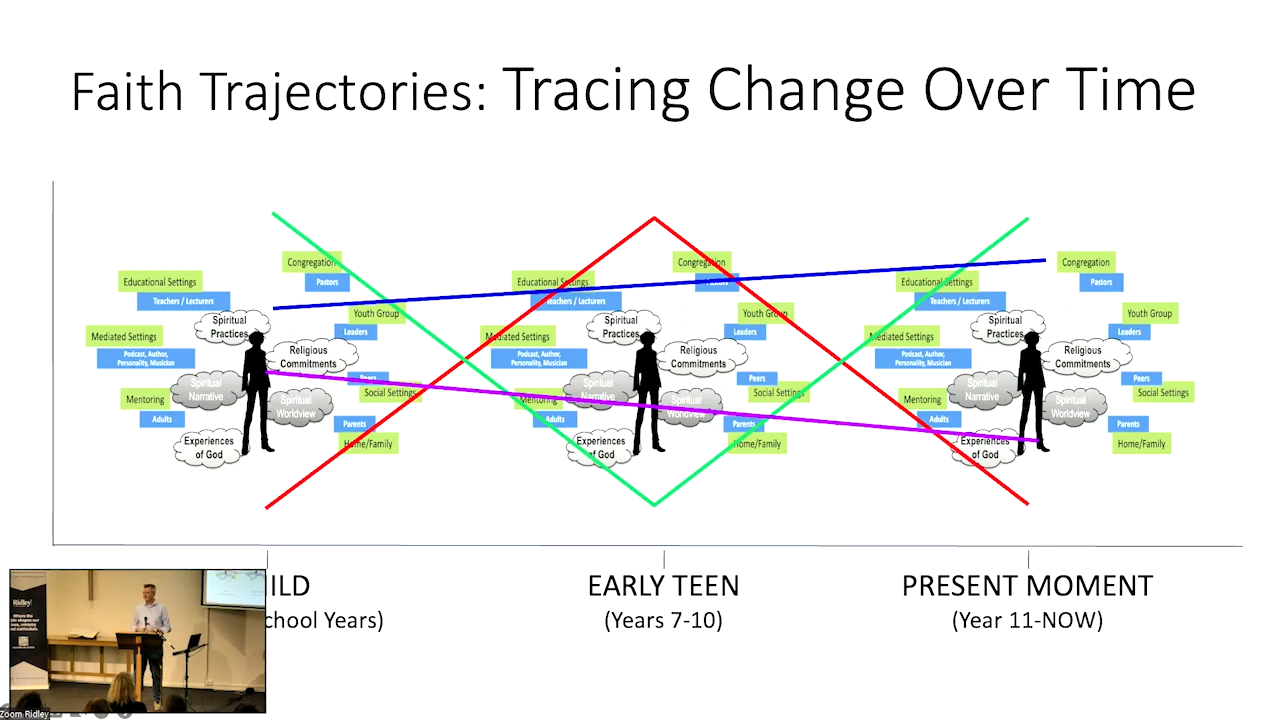 Faith Trajectories: Tracing Change Over Time
Congregation
Educational Settings
Pastors
Teachers / Lecturers
Youth Group
Spiritual
Practices
Leaders
Mediated Settings
Religious
Commitments
Podcast, Author,
Personality, Musician
Peers
Spiritual
Narrative
Social Settings
Mentoring
Spiritual
Worldview
Adults
Parents
Experiences
of God
Home/Family
Congregation
Educational Settings
Pastors
Teachers / Lecturers
Youth Group
Spiritual
Practices
Leaders
Mediated Settings
Religious
Commitments
Podcast, Author,
Personality, Musician
Peers
Spiritual
Narrative
Social Settings
Mentoring
Spiritual
Worldview
Adults
Parents
Experiences
of God
Home/Family
Congregation
Educational Settings
Pastors
Teachers / Lecturers
Youth Group
Spiritual
Practices
Leaders
Mediated Settings
Religious
Commitments
Podcast, Author,
Personality, Musician
Peers
Spiritual
Narrative
Social Settings
Mentoring
Spiritual
Worldview
Adults
Parents
Experiences
of God
Home/Family
ILD
chool Years)
EARLY TEEN
(Years 7-10)
PRESENT MOMENT
(Year 11-NOW)
Ridley
Where the
Zoom Ridley